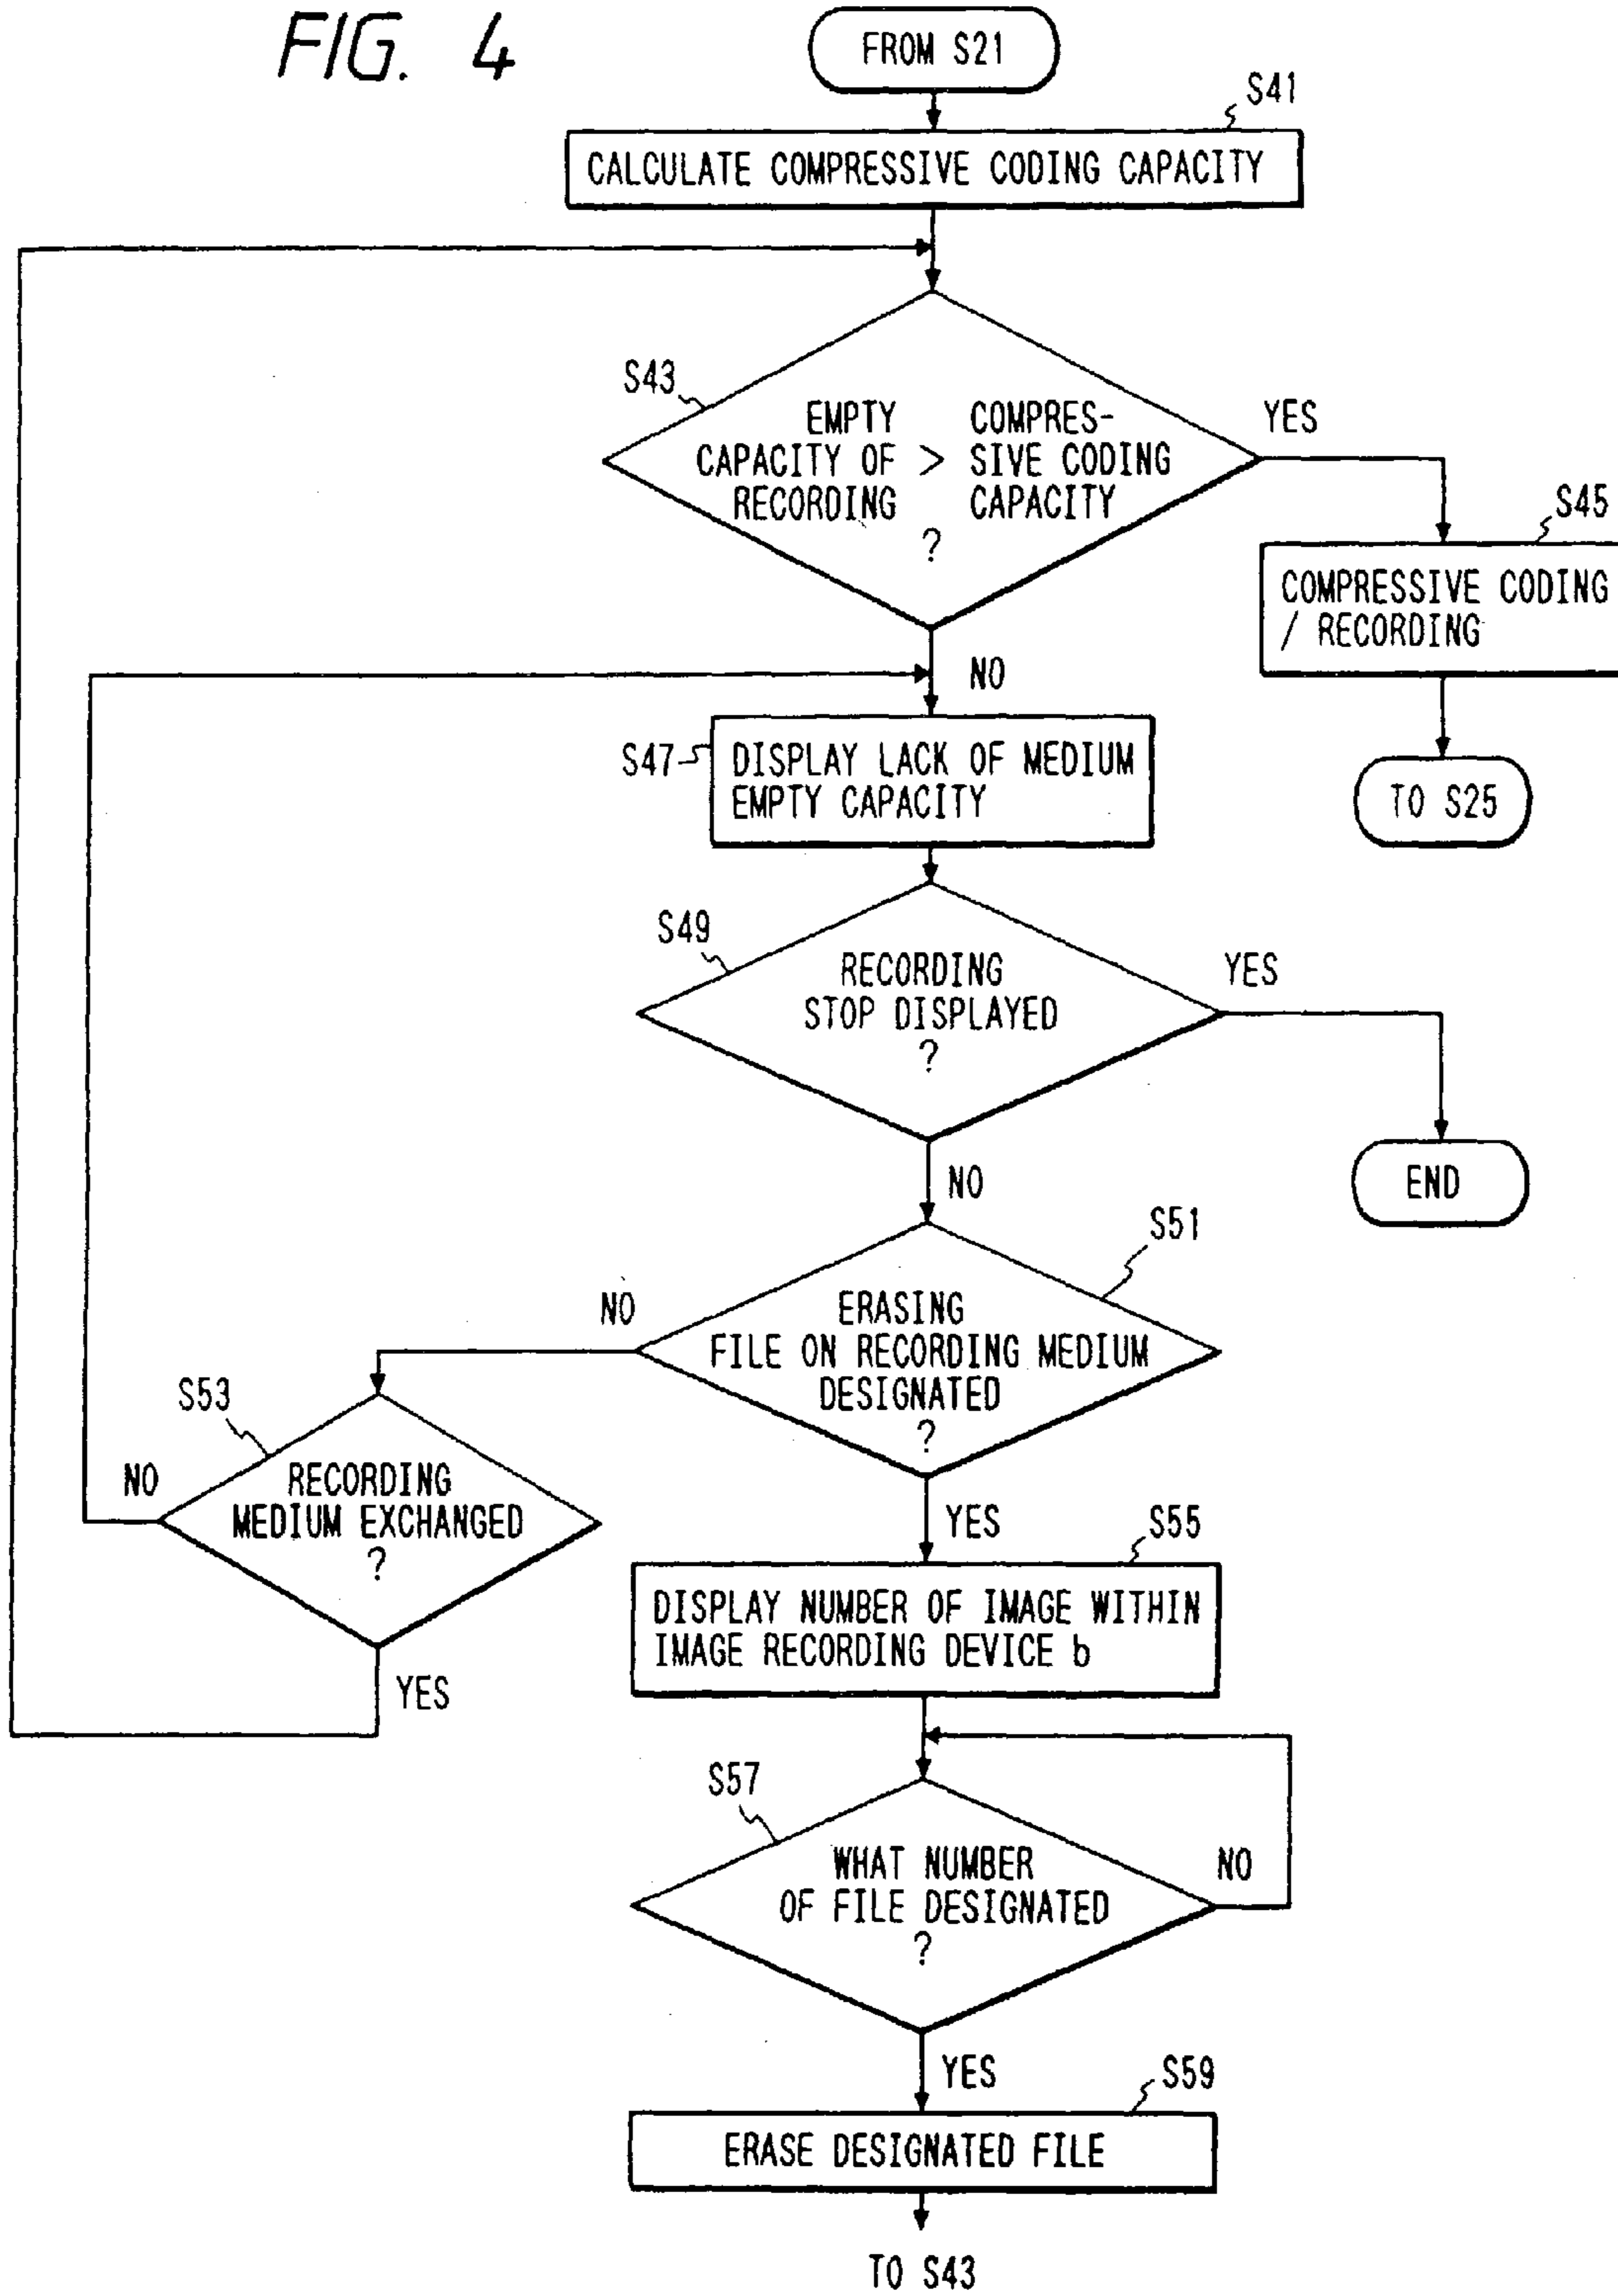 FIG. 4
FROM S21
S41
CALCULATE COMPRESSIVE CODING CAPACITY
S43
EMPTY COMPRES-
CAPACITY OF > SIVE CODING
RECORDING CAPACITY
?
YES
S45
COMPRESSIVE CODING
/ RECORDING
NO
TO S25
S47
DISPLAY LACK OF MEDIUM
EMPTY CAPACITY
S49
RECORDING
STOP DISPLAYED
?
YES
END
NO
S51
ERASING
FILE ON RECORDING MEDIUM
DESIGNATED
?
NO
S53
RECORDING
MEDIUM EXCHANGED
?
NO
YES
YES
S55
DISPLAY NUMBER OF IMAGE WITHIN
IMAGE RECORDING DEVICE b
S57
WHAT NUMBER
OF FILE DESIGNATED
?
NO
YES
S59
ERASE DESIGNATED FILE
TO S43